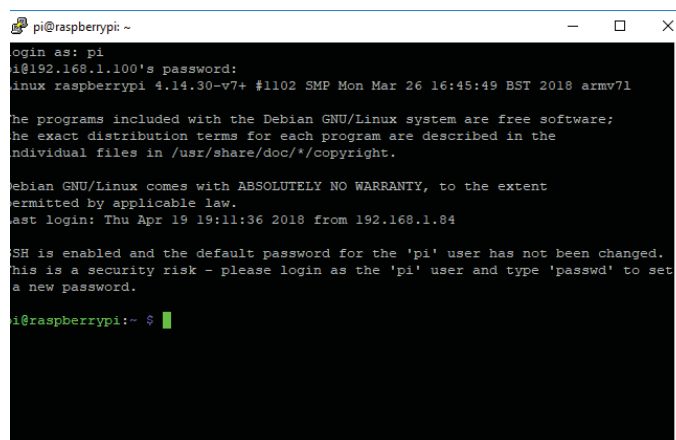 pi@raspberrypi: ~
ogin as: pi
i@192.168.1.100's password:
inux raspberrypi 4.14.30-v7+ #1102 SMP Mon Mar 26 16:45:49 BST 2018 armv7l
he programs included with the Debian GNU/Linux system are free software;
he exact distribution terms for each program are described in the
ndividual files in /usr/share/doc/*/copyright.
ebian GNU/Linux comes with ABSOLUTELY NO WARRANTY, to the extent
ermitted by applicable law.
ast login: Thu Apr 19 19:11:36 2018 from 192.168.1.84
SH is enabled and the default password for the 'pi' user has not been changed.
his is a security risk - please login as the 'pi' user and type 'passwd' to set
a new password.
i@raspberrypi:~ $